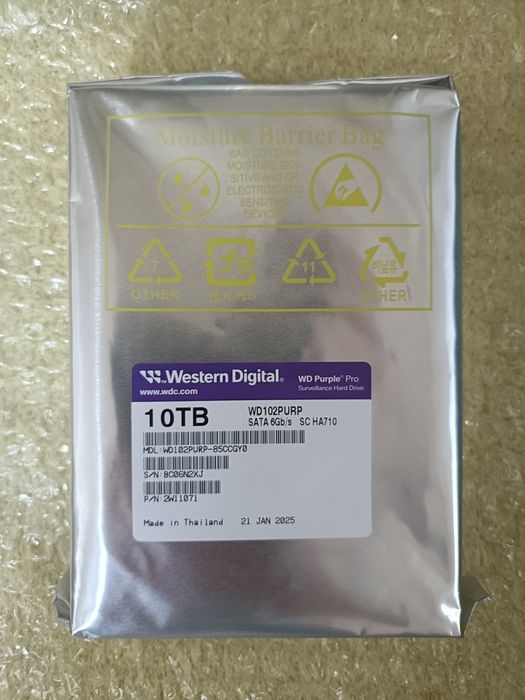 Moisture Barrier Bag
BAG CONTAINS
MOISTURE SEN-
SITIVE AND OR
ELECTROSTATIC
SENSITIVE
DEVICES
7
OTHER
11
OTHER
Western Digital®
WD Purple® Pro
www.wdc.com
Surveillance Hard Drive
10TB
WD102PURP
SATA 6Gb/s SC HA710
MDL:WD102PURP-85CCGY0
S/N:BC06N2XJ
P/N:2W11071
Made in Thailand 21 JAN 2025